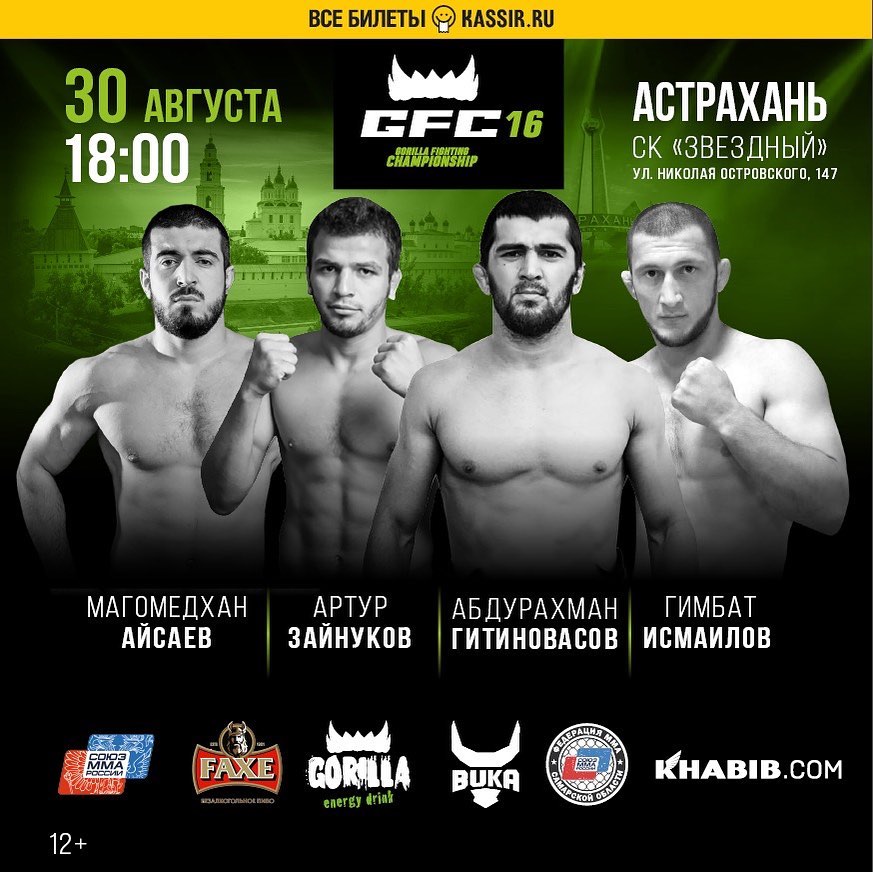 ВСЕ БИЛЕТЫ KASSIR.RU
30 АВГУСТА
18:00
GFC 16
GORILLA FIGHTING
CHAMPIONSHIP
АСТРАХАНЬ
СК «ЗВЕЗДНЫЙ»
УЛ. НИКОЛАЯ ОСТРОВСКОГО, 147
МАГОМЕДХАН
АЙСАЕВ
АРТУР
ЗАЙНУКОВ
АБДУРАХМАН
ГИТИНОВАСОВ
ГИМБАТ
ИСМАИЛОВ
СОЮЗ
ММА
РОССИИ
FAXE
БЕЗАЛКОГОЛЬНОЕ ПИВО
GORILLA
energy drink
BUKA
ФЕДЕРАЦИЯ ММА
СОЮЗ
ММА
РОССИИ
САМАРСКОЙ ОБЛАСТИ
KHABIB.COM
12+